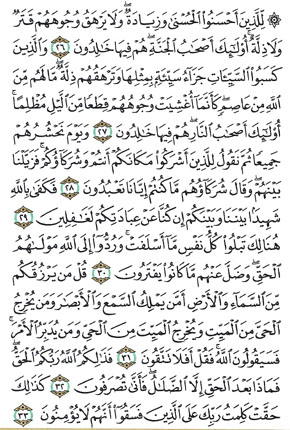 ۞ لِّلَّذِينَ أَحْسَنُوا۟ ٱلْحُسْنَىٰ وَزِيَادَةٌ ۖ وَلَا يَرْهَقُ وُجُوهَهُمْ قَتَرٌ
وَلَا ذِلَّةٌ ۚ أُو۟لَٰٓئِكَ أَصْحَٰبُ ٱلْجَنَّةِ ۖ هُمْ فِيهَا خَٰلِدُونَ ٢٦ وَٱلَّذِينَ
كَسَبُوا۟ ٱلسَّيِّـَٔاتِ جَزَآءُ سَيِّئَةٍۭ بِمِثْلِهَا وَتَرْهَقُهُمْ ذِلَّةٌ ۖ مَّا لَهُم مِّنَ
ٱللَّهِ مِنْ عَاصِمٍ ۖ كَأَنَّمَآ أُغْشِيَتْ وُجُوهُهُمْ قِطَعًا مِّنَ ٱلَّيْلِ مُظْلِمًا ۚ
أُو۟لَٰٓئِكَ أَصْحَٰبُ ٱلنَّارِ ۖ هُمْ فِيهَا خَٰلِدُونَ ٢٧ وَيَوْمَ نَحْشُرُهُمْ
جَمِيعًا ثُمَّ نَقُولُ لِلَّذِينَ أَشْرَكُوا۟ مَكَانَكُمْ أَنتُمْ وَشُرَكَآؤُكُمْ ۚ فَزَيَّلْنَا
بَيْنَهُمْ ۖ وَقَالَ شُرَكَآؤُهُم مَّا كُنتُمْ إِيَّانَا تَعْبُدُونَ ٢٨ فَكَفَىٰ بِٱللَّهِ
شَهِيدًۢا بَيْنَنَا وَبَيْنَكُمْ إِن كُنَّا عَنْ عِبَادَتِكُمْ لَغَٰفِلِينَ ٢٩
هُنَالِكَ تَبْلُوا۟ كُلُّ نَفْسٍ مَّآ أَسْلَفَتْ ۚ وَرُدُّوٓا۟ إِلَى ٱللَّهِ مَوْلَىٰهُمُ
ٱلْحَقِّ ۖ وَضَلَّ عَنْهُم مَّا كَانُوا۟ يَفْتَرُونَ ٣٠ قُلْ مَن يَرْزُقُكُم
مِّنَ ٱلسَّمَآءِ وَٱلْأَرْضِ أَمَّن يَمْلِكُ ٱلسَّمْعَ وَٱلْأَبْصَٰرَ وَمَن يُخْرِجُ
ٱلْحَىَّ مِنَ ٱلْمَيِّتِ وَيُخْرِجُ ٱلْمَيِّتَ مِنَ ٱلْحَىِّ وَمَن يُدَبِّرُ ٱلْأَمْرَ ۚ
فَسَيَقُولُونَ ٱللَّهُ ۚ فَقُلْ أَفَلَا تَتَّقُونَ ٣١ فَذَٰلِكُمُ ٱللَّهُ رَبُّكُمُ ٱلْحَقُّ ۖ
فَمَاذَا بَعْدَ ٱلْحَقِّ إِلَّا ٱلضَّلَٰلُ ۖ فَأَنَّىٰ تُصْرَفُونَ ٣٢ كَذَٰلِكَ
حَقَّتْ كَلِمَتُ رَبِّكَ عَلَى ٱلَّذِينَ فَسَقُوٓا۟ أَنَّهُمْ لَا يُؤْمِنُونَ ٣٣